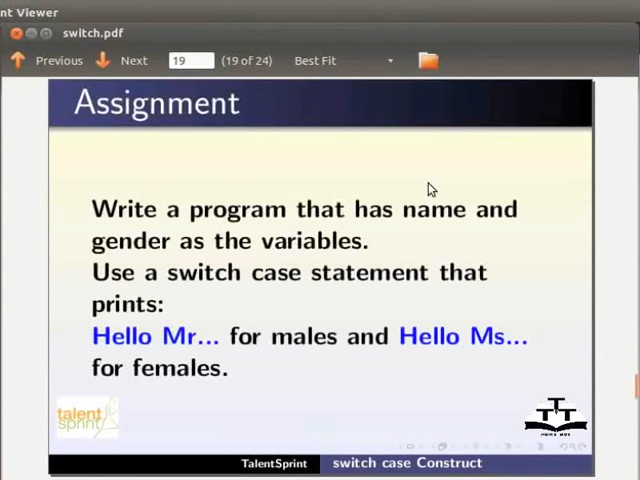 nt Viewer
switch.pdf
Previous Next 19 (19 of 24) Best Fit
Assignment
Write a program that has name and
gender as the variables.
Use a switch case statement that
prints:
Hello Mr... for males and Hello Ms...
for females.
talent
sprint
TalentSprint switch case Construct